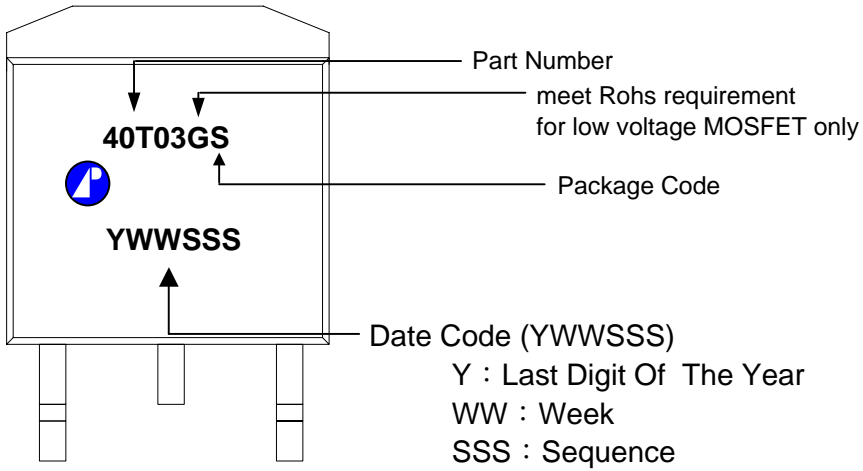 Part Number
meet Rohs requirement
for low voltage MOSFET only
40T03GS
Package Code
YWWSSS
Date Code (YWWSSS)
Y：Last Digit Of The Year
WW：Week
SSS：Sequence